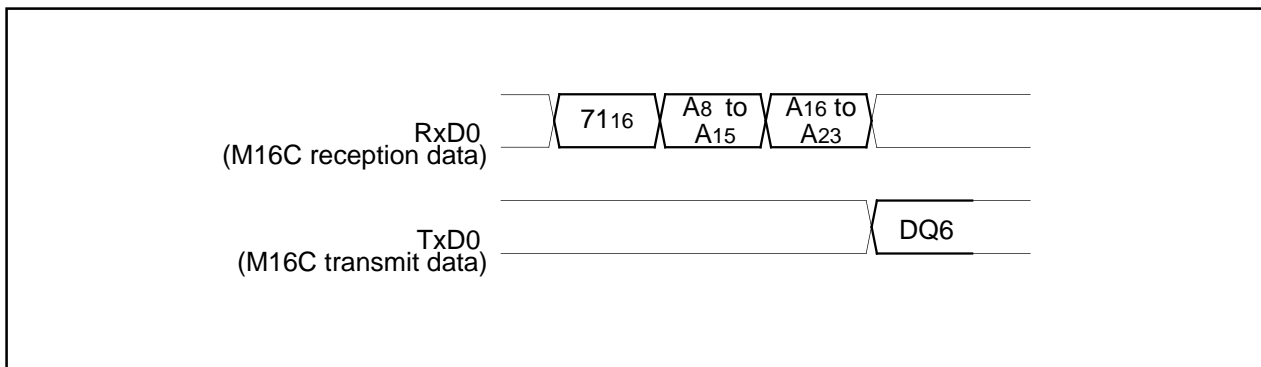 RxD0
(M16C reception data)
7116
A8 to
A15
A16 to
A23
TxD0
(M16C transmit data)
DQ6